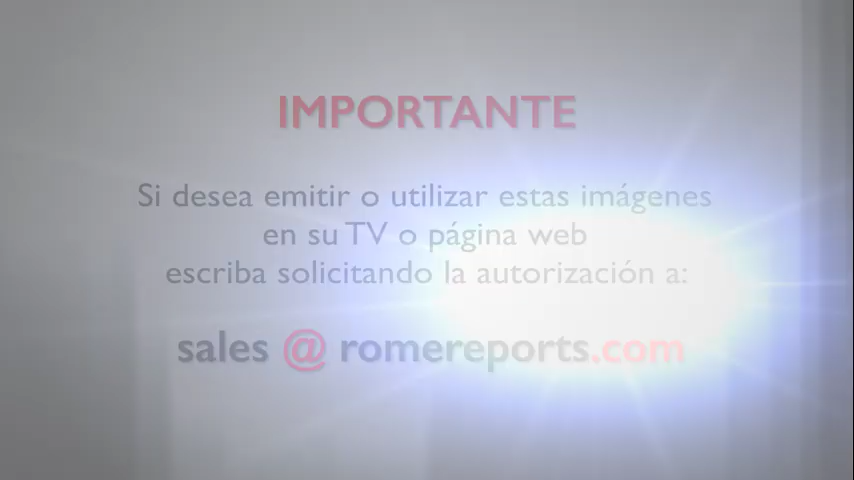 IMPORTANTE
Si desea emitir o utilizar estas imágenes
en su TV o página web
escriba solicitando la autorización a:
sales @ romereports.com